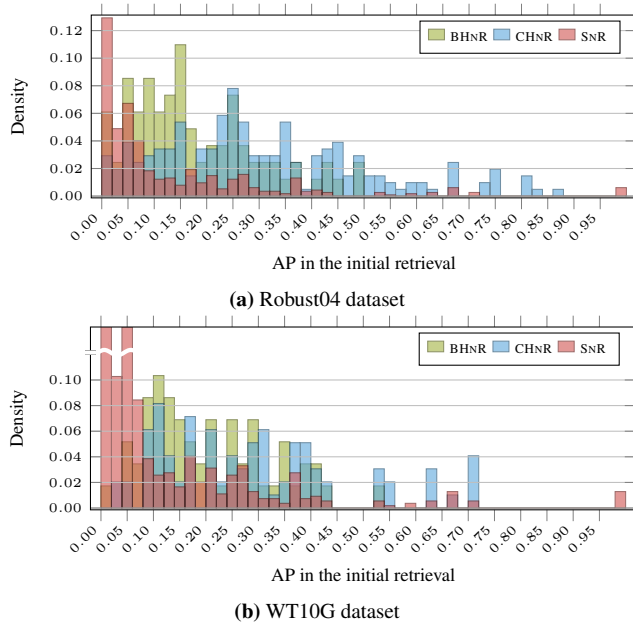 0.12
0.10
0.08
0.06
0.04
0.02
0.00
Density
BHNR CHNR SNR
0.00 0.05 0.10 0.15 0.20 0.25 0.30 0.35 0.40 0.45 0.50 0.55 0.60 0.65 0.70 0.75 0.80 0.85 0.90 0.95
AP in the initial retrieval
(a) Robust04 dataset
0.10
0.08
0.06
0.04
0.02
0.00
Density
BHNR CHNR SNR
0.00 0.05 0.10 0.15 0.20 0.25 0.30 0.35 0.40 0.45 0.50 0.55 0.60 0.65 0.70 0.75 0.80 0.85 0.90 0.95
AP in the initial retrieval
(b) WT10G dataset